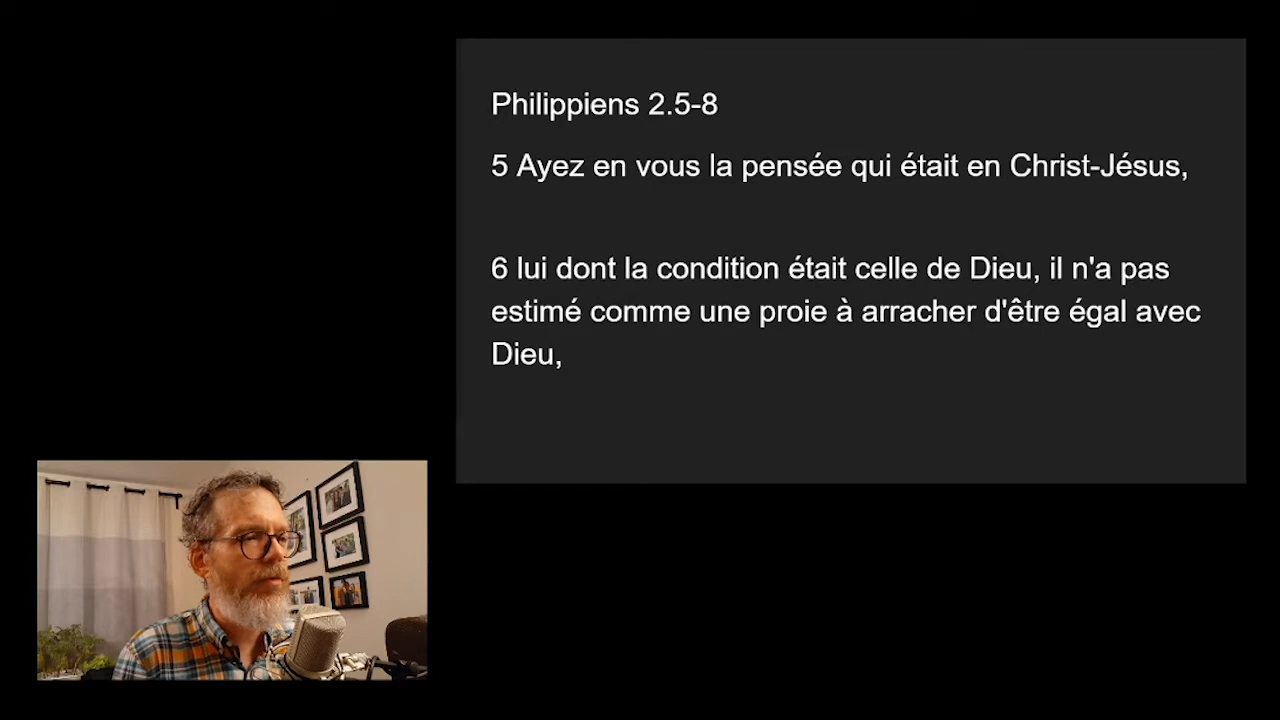 Philippiens 2.5-8
5 Ayez en vous la pensée qui était en Christ-Jésus,
6 lui dont la condition était celle de Dieu, il n'a pas
estimé comme une proie à arracher d'être égal avec
Dieu,